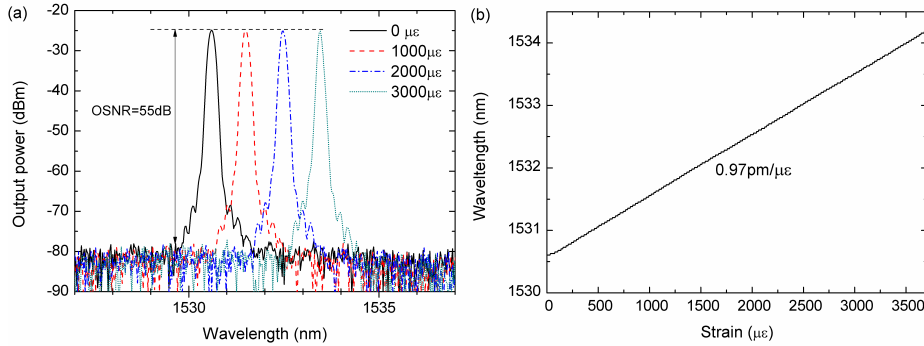 (a)
-20
-30
-40
-50
-60
-70
-80
-90
Output power (dBm)
OSNR=55dB
0 με
1000με
2000με
3000με
1530
1535
Wavelength (nm)
(b)
1534
1533
1532
1531
1530
Waveltength (nm)
0.97pm/με
0
500
1000
1500
2000
2500
3000
3500
Strain (με)